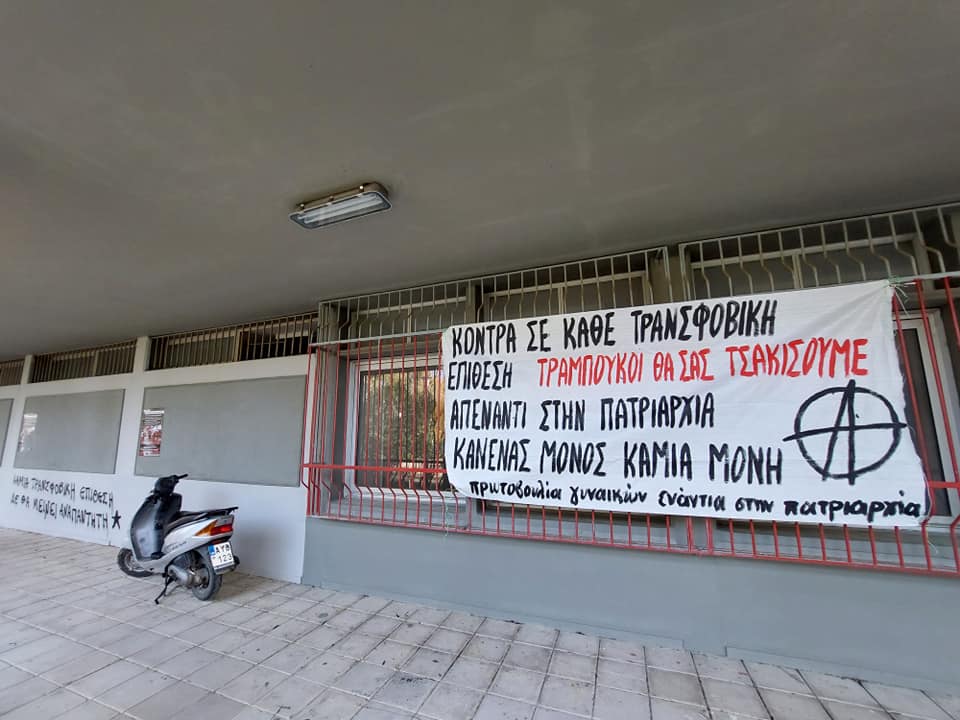 ΚΟΝΤΡΑ ΣΕ ΚΑΘΕ ΤΡΑΝΣΦΟΒΙΚΗ
ΕΠΙΘΕΣΗ ΤΡΑΜΠΟΥΚΟΙ ΘΑ ΣΑΣ ΤΣΑΚΙΣΟΥΜΕ
ΑΠΕΝΑΝΤΙ ΣΤΗΝ ΠΑΤΡΙΑΡΧΙΑ
ΚΑΝΕΝΑΣ ΜΟΝΟΣ ΚΑΜΙΑ ΜΟΝΗ
πρωτοβουλία γυναικών ενάντια στην πατριαρχία
ΚΑΜΙΑ ΤΡΑΝΣΦΟΒΙΚΗ ΕΠΙΘΕΣΗ
ΔΕ ΘΑ ΜΕΙΝΕΙ ΑΝΑΠΑΝΤΗΤΗ
123